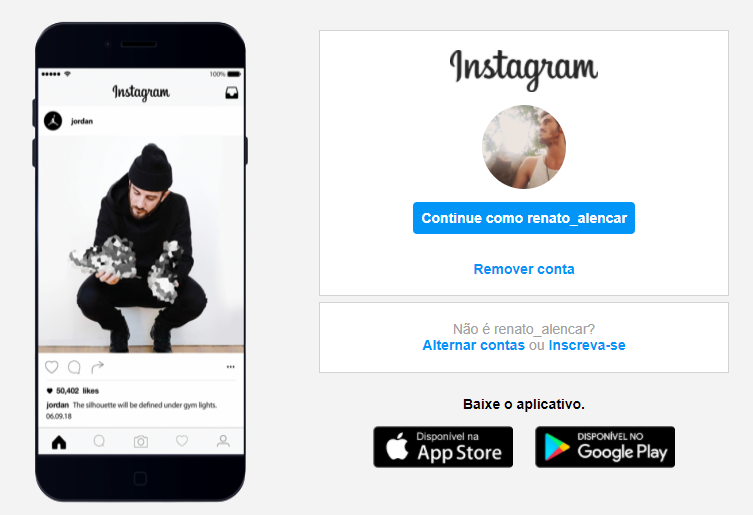 100%
Instagram
jordan
50,402 likes
jordan The silhouette will be defined under gym lights.
06.09.18
Instagram
Continue como renato_alencar
Remover conta
Não é renato_alencar?
Alternar contas ou Inscreva-se
Baixe o aplicativo.
Disponível na
App Store
DISPONÍVEL NO
Google Play